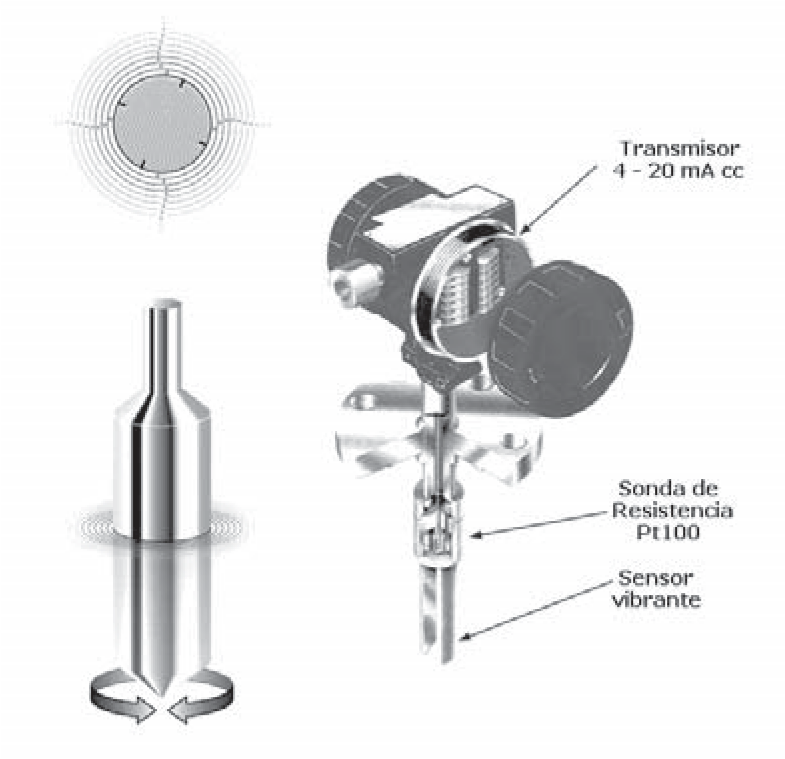 Transmisor
4 - 20 mA cc
Sonda de
Resistencia
Pt100
Sensor
vibrante